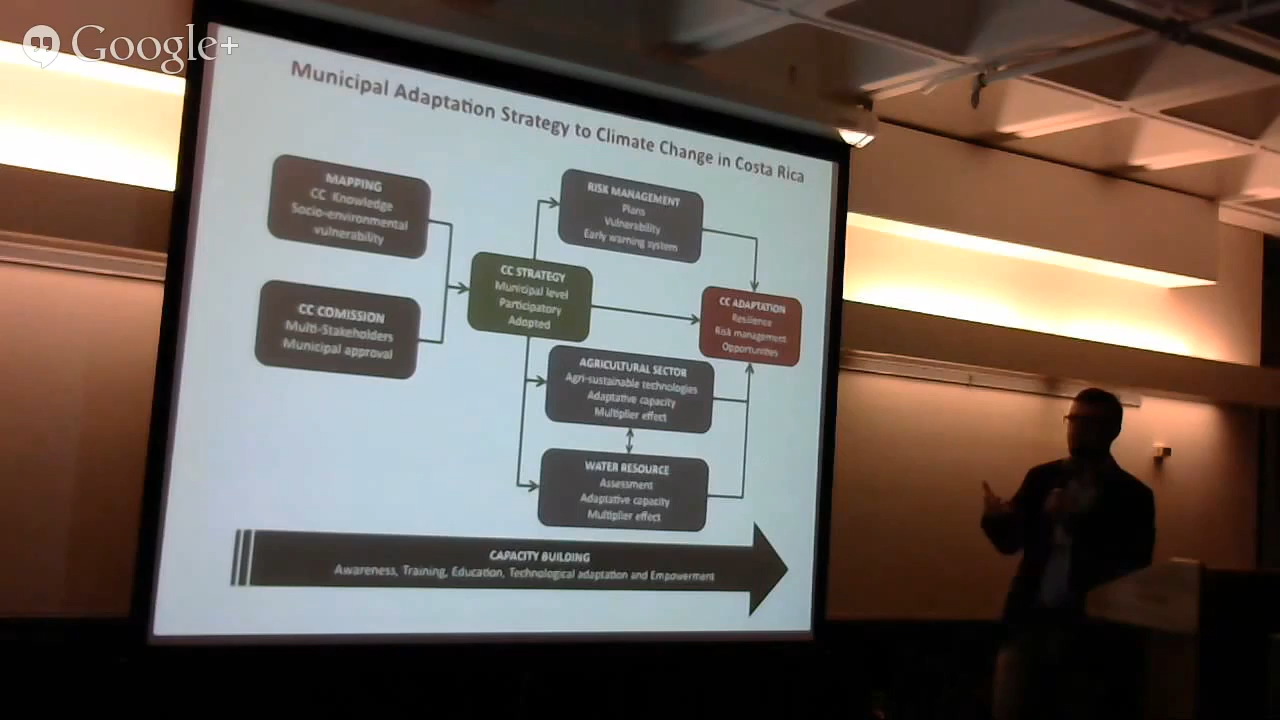 Google+
Municipal Adaptation Strategy to Climate Change in Costa Rica
MAPPING
CC Knowledge
Socio-environmental
vulnerability
CC COMISSION
Multi-Stakeholders
Municipal approval
CC STRATEGY
Municipal level
Participatory
Adopted
RISK MANAGEMENT
Plans
Vulnerability
Early warning system
CC ADAPTATION
Resilience
Risk management
Opportunities
AGRICULTURAL SECTOR
Agri-sustainable technologies
Adaptative capacity
Multiplier effect
WATER RESOURCE
Assessment
Adaptative capacity
Multiplier effect
CAPACITY BUILDING
Awareness, Training, Education, Technological adaptation and Empowerment